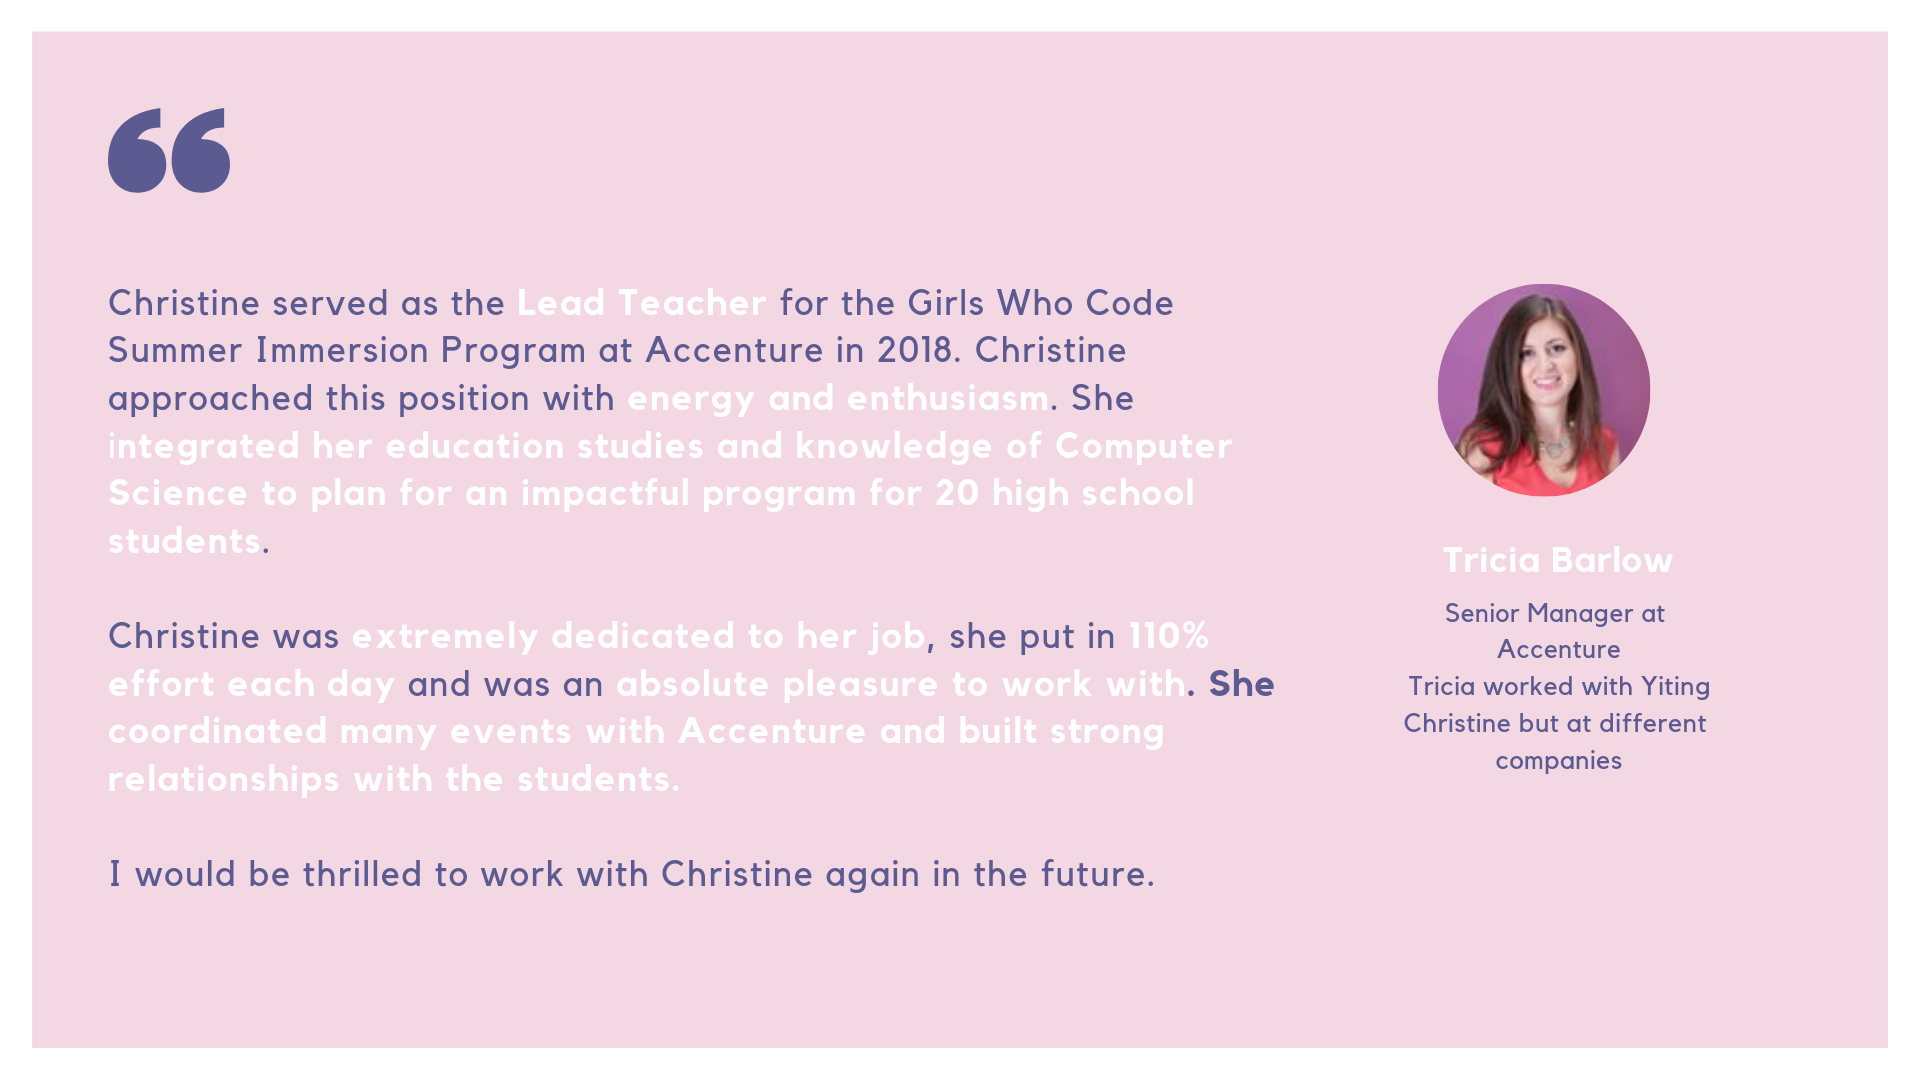 “
Christine served as the Lead Teacher for the Girls Who Code
Summer Immersion Program at Accenture in 2018. Christine
approached this position with energy and enthusiasm. She
integrated her education studies and knowledge of Computer
Science to plan for an impactful program for 20 high school
students.
Christine was extremely dedicated to her job, she put in 110%
effort each day and was an absolute pleasure to work with. She
coordinated many events with Accenture and built strong
relationships with the students.
I would be thrilled to work with Christine again in the future.
Tricia Barlow
Senior Manager at
Accenture
Tricia worked with Yiting
Christine but at different
companies